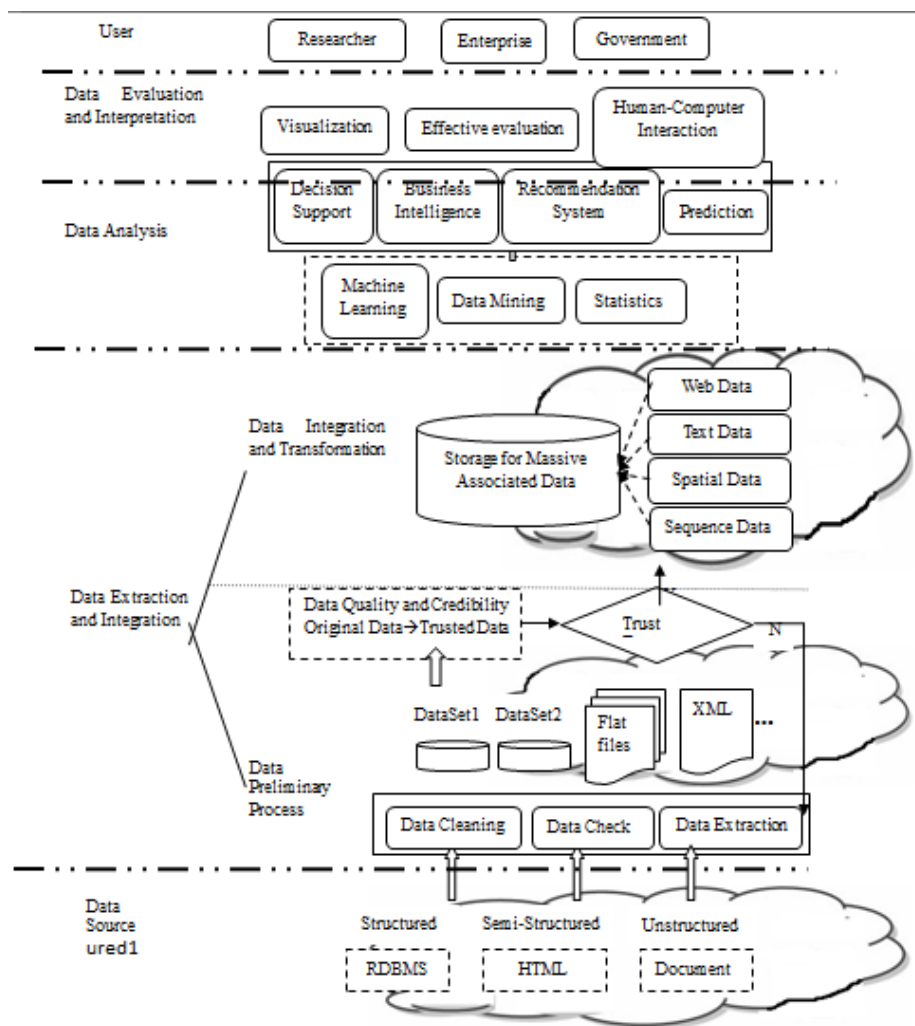 User
Researcher
Enterprise
Government
Data Evaluation
and Interpretation
Visualization
Effective evaluation
Human-Computer
Interaction
Decision
Support
Business
Intelligence
Recommendation
System
Prediction
Data Analysis
Machine
Learning
Data Mining
Statistics
Data Integration
and Transformation
Storage for Massive
Associated Data
Web Data
Text Data
Spatial Data
Sequence Data
Data Extraction
and Integration
Data Quality and Credibility
Original Data→Trusted Data
Trust
N
DataSet1
DataSet2
Flat
files
XML
...
Data
Preliminary
Process
Data Cleaning
Data Check
Data Extraction
Data
Source
ured1
Structured
Semi-Structured
Unstructured
RDBMS
HTML
Document